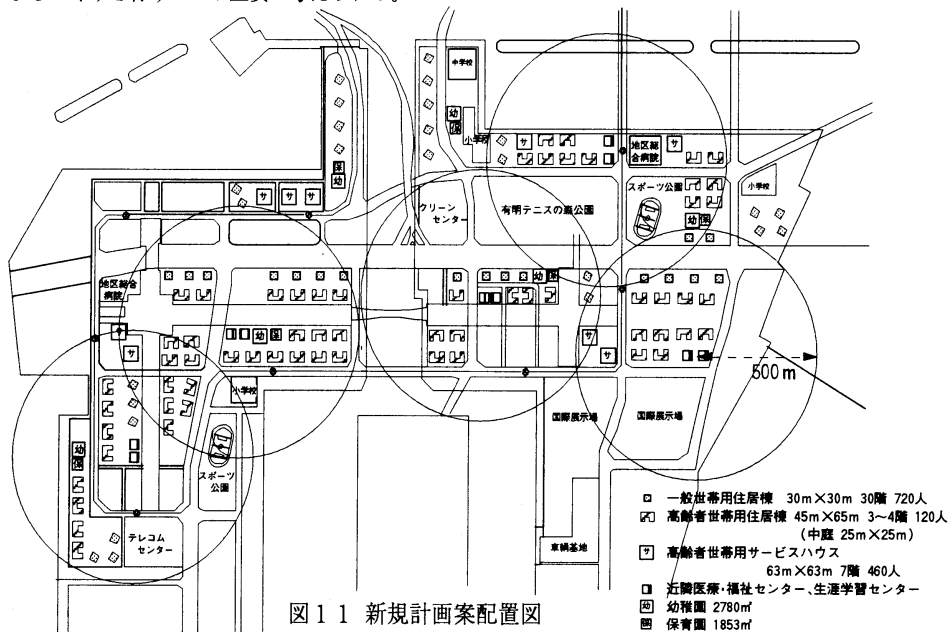 中学校
幼
保
小学校
サ
地区総合病院
サ
小学校
スポーツ公園
幼 保
保
幼
サ サ サ
クリーンセンター
有明テニスの森公園
地区総合病院
幼 保
サ
幼 保
サ
サ
500m
小学校
スポーツ公園
国際展示場
国際展示場
幼
保
テレコムセンター
車輌基地
一般世帯用住居棟 30m×30m 30階 720人
高齢者世帯用住居棟 45m×65m 3~4階 120人
(中庭 25m×25m)
サ 高齢者世帯用サービスハウス
63m×63m 7階 460人
近隣医療・福祉センター、生涯学習センター
幼 幼稚園 2780㎡
保 保育園 1853㎡
図11 新規計画案配置図